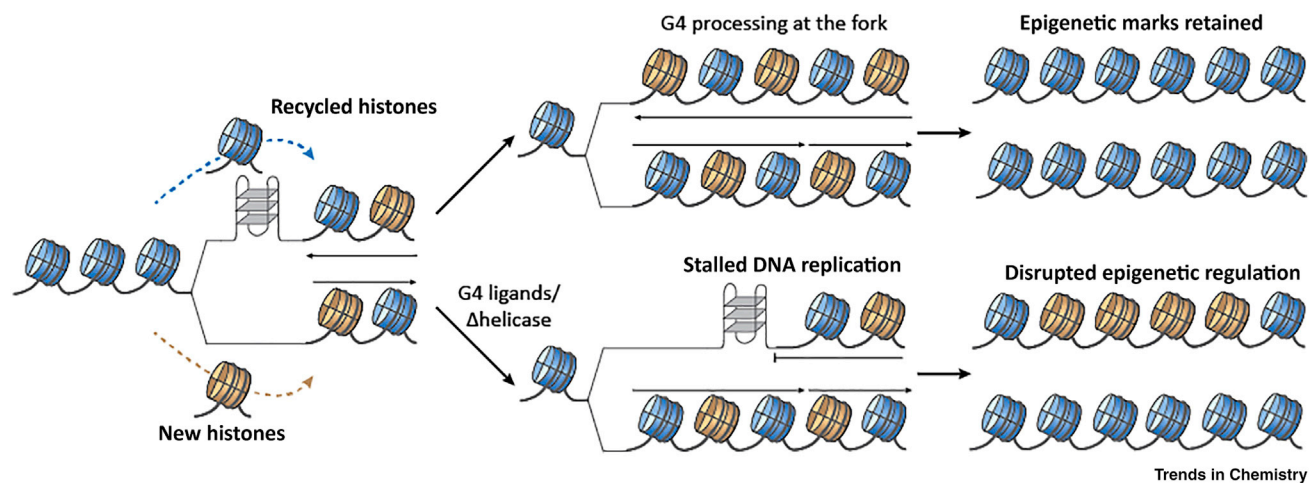 G4 processing at the fork
Epigenetic marks retained
Recycled histones
Stalled DNA replication
Disrupted epigenetic regulation
G4 ligands/
Δhelicase
New histones
Trends in Chemistry